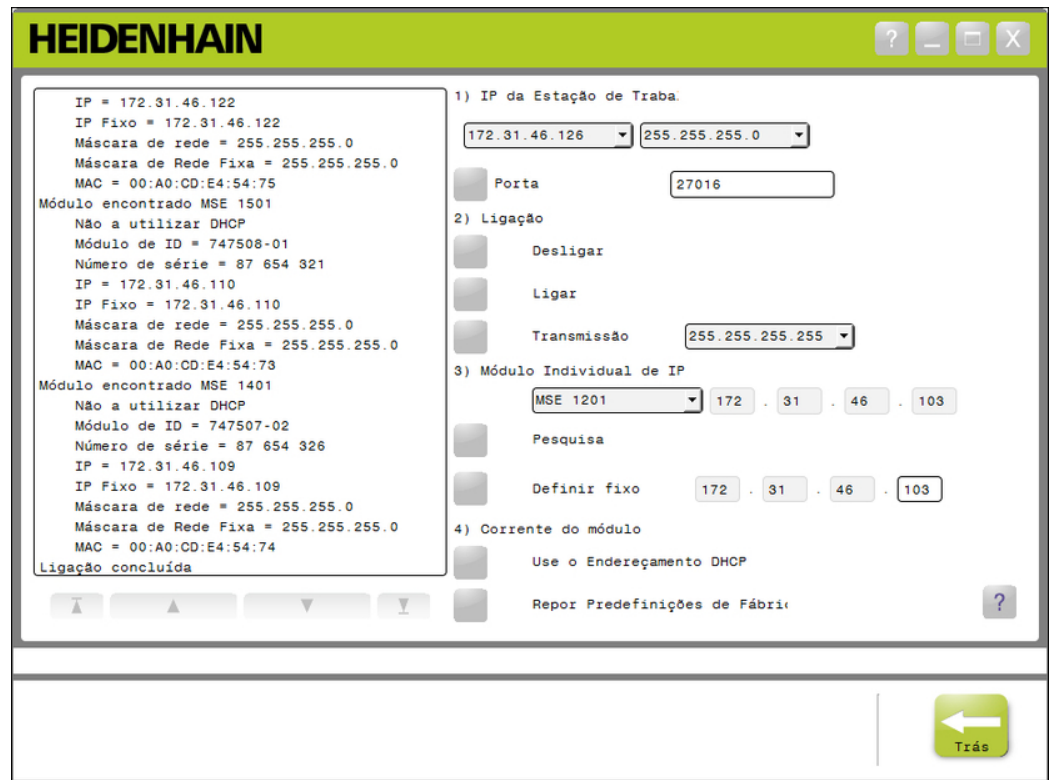 HEIDENHAIN
? _ □ X
IP = 172.31.46.122
IP Fixo = 172.31.46.122
Máscara de rede = 255.255.255.0
Máscara de Rede Fixa = 255.255.255.0
MAC = 00:A0:CD:E4:54:75
Módulo encontrado MSE 1501
Não a utilizar DHCP
Módulo de ID = 747508-01
Número de série = 87 654 321
IP = 172.31.46.110
IP Fixo = 172.31.46.110
Máscara de rede = 255.255.255.0
Máscara de Rede Fixa = 255.255.255.0
MAC = 00:A0:CD:E4:54:73
Módulo encontrado MSE 1401
Não a utilizar DHCP
Módulo de ID = 747507-02
Número de série = 87 654 326
IP = 172.31.46.109
IP Fixo = 172.31.46.109
Máscara de rede = 255.255.255.0
Máscara de Rede Fixa = 255.255.255.0
MAC = 00:A0:CD:E4:54:74
Ligação concluída
1) IP da Estação de Traba
172.31.46.126 255.255.255.0
Porta 27016
2) Ligação
Desligar
Ligar
Transmissão 255.255.255.255
3) Módulo Individual de IP
MSE 1201 172 . 31 . 46 . 103
Pesquisa
Definir fixo 172 . 31 . 46 . 103
4) Corrente do módulo
Use o Endereçamento DHCP
Repor Predefinições de Fábri
?
Trás